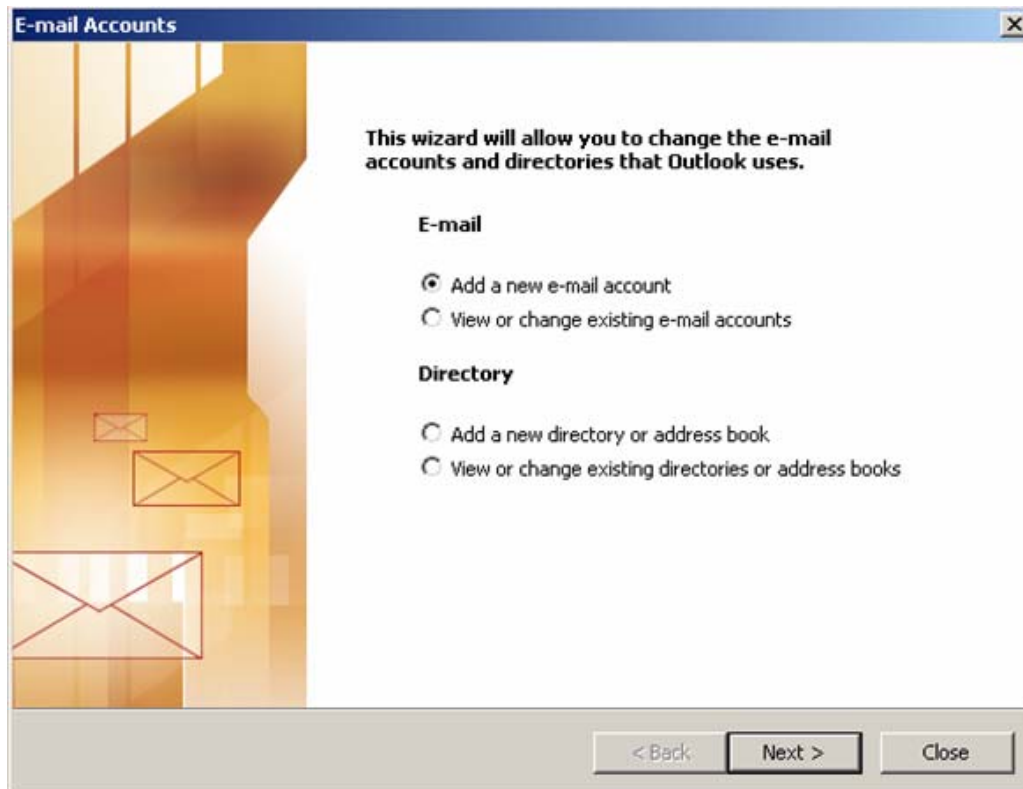 E-mail Accounts
This wizard will allow you to change the e-mail
accounts and directories that Outlook uses.
E-mail
Add a new e-mail account
View or change existing e-mail accounts
Directory
Add a new directory or address book
View or change existing directories or address books
< Back
Next >
Close